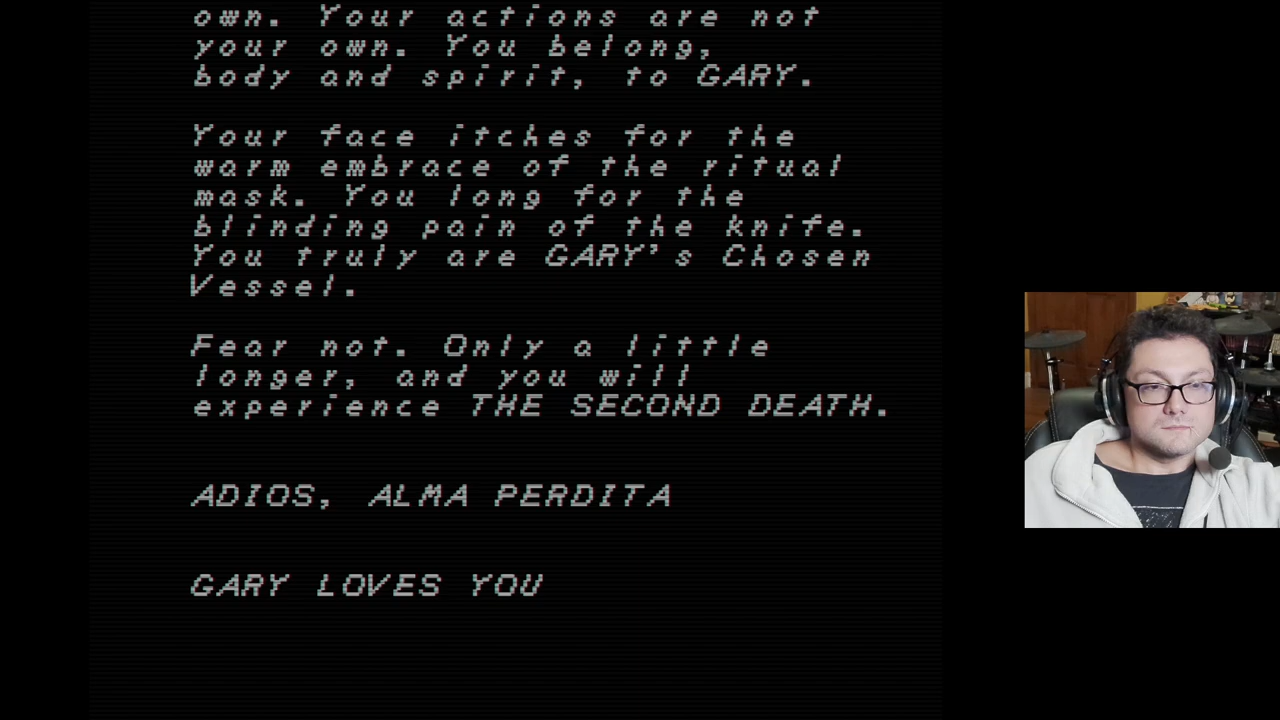 own. Your actions are not
your own. You belong,
body and spirit, to GARY.
Your face itches for the
warm embrace of the ritual
mask. You long for the
blinding pain of the knife.
You truly are GARY's Chosen
Vessel.
Fear not. Only a little
longer, and you will
experience THE SECOND DEATH.
ADIOS, ALMA PERDITA
GARY LOVES YOU